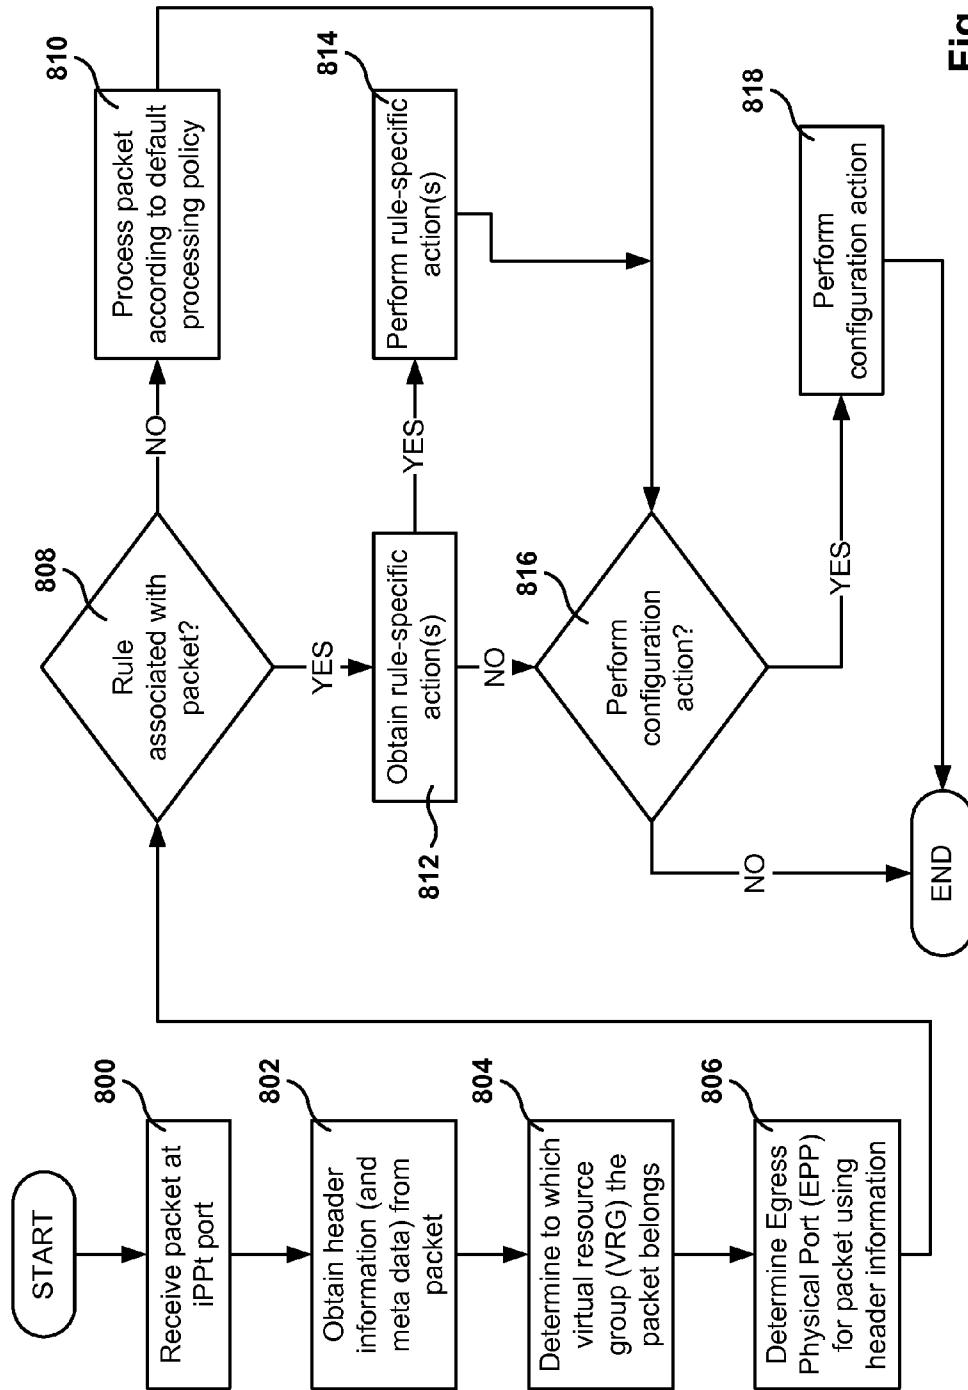 START
800
Receive packet at
iPPt port
802
Obtain header
information (and
meta data) from
packet
804
Determine to which
virtual resource
group (VRG) the
packet belongs
806
Determine Egress
Physical Port (EPP)
for packet using
header information
808
Rule
associated with
packet?
NO
810
Process packet
according to default
processing policy
YES
812
Obtain rule-specific
action(s)
YES
814
Perform rule-specific
action(s)
NO
816
Perform
configuration
action?
YES
818
Perform
configuration action
NO
END
Fig